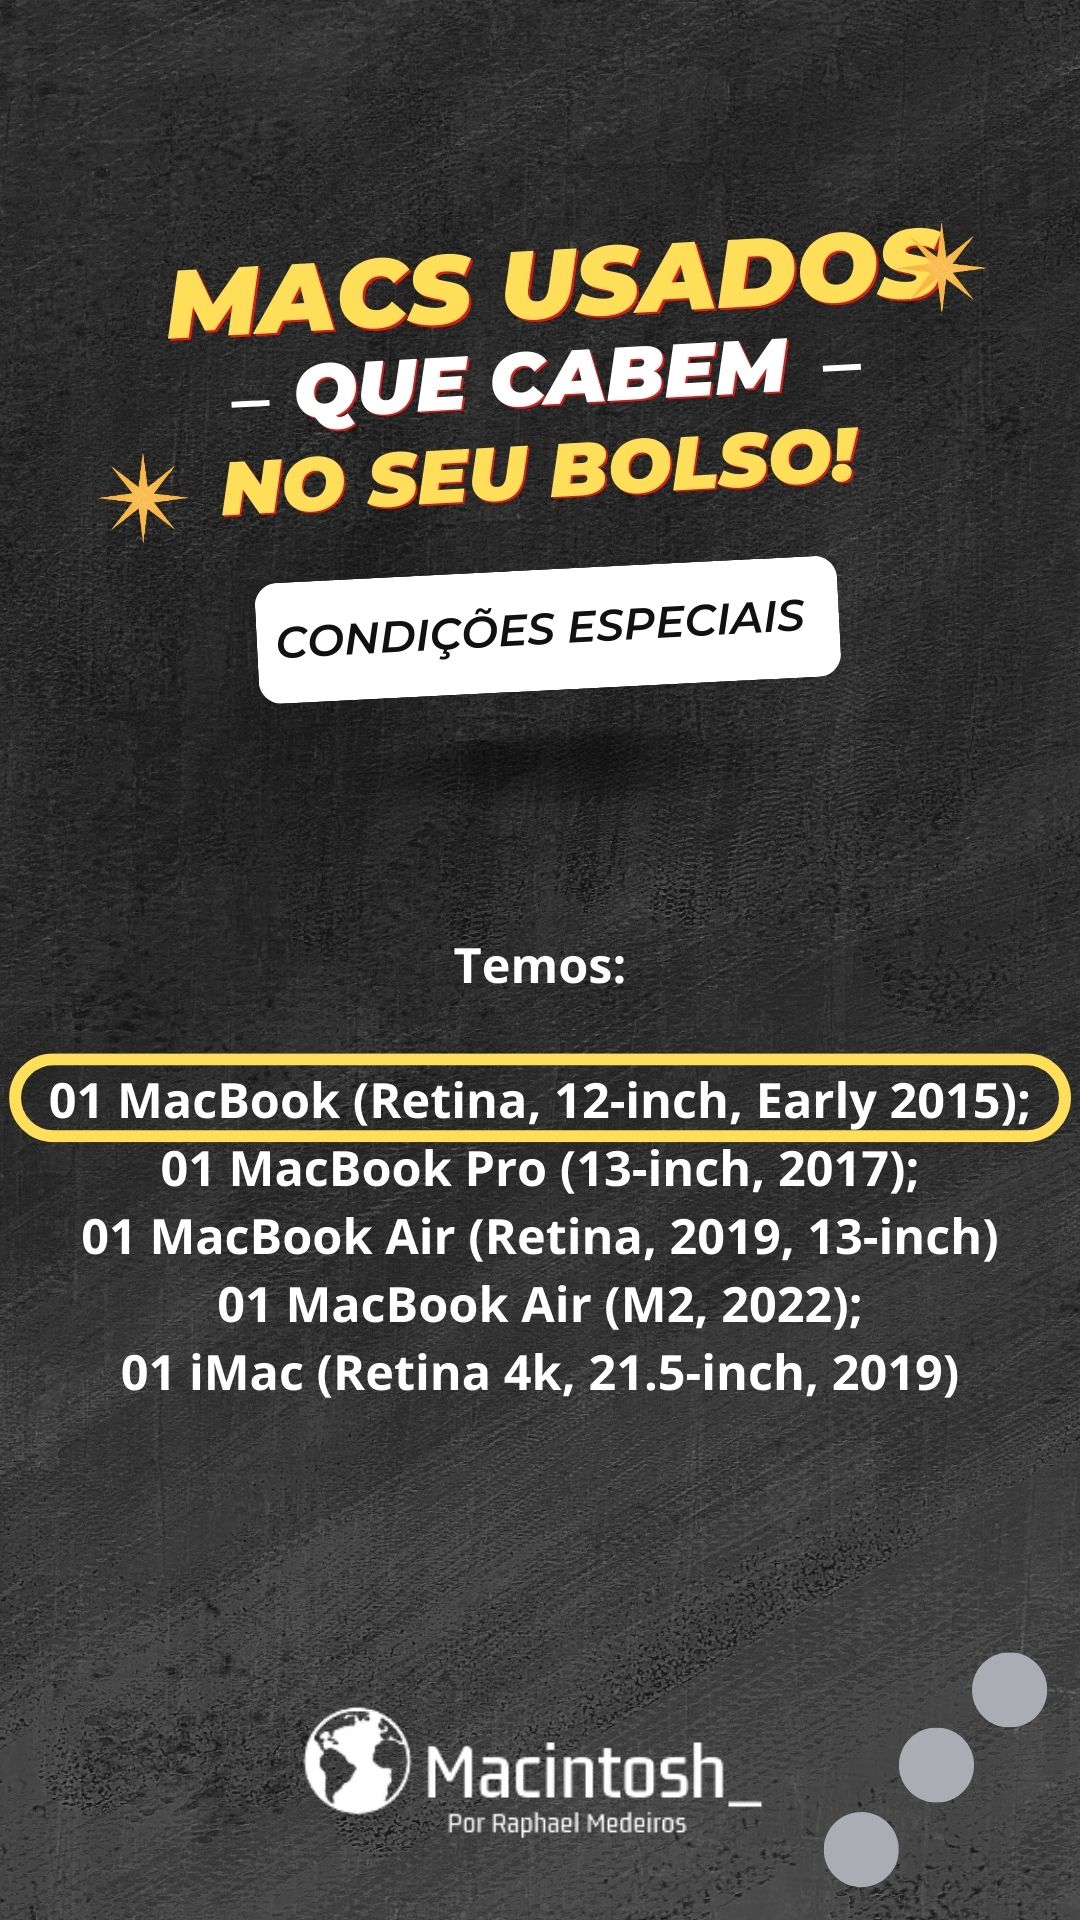 MACS USADOS
– QUE CABEM –
NO SEU BOLSO!
CONDIÇÕES ESPECIAIS
Temos:
01 MacBook (Retina, 12-inch, Early 2015);
01 MacBook Pro (13-inch, 2017);
01 MacBook Air (Retina, 2019, 13-inch)
01 MacBook Air (M2, 2022);
01 iMac (Retina 4k, 21.5-inch, 2019)
Macintosh_
Por Raphael Medeiros